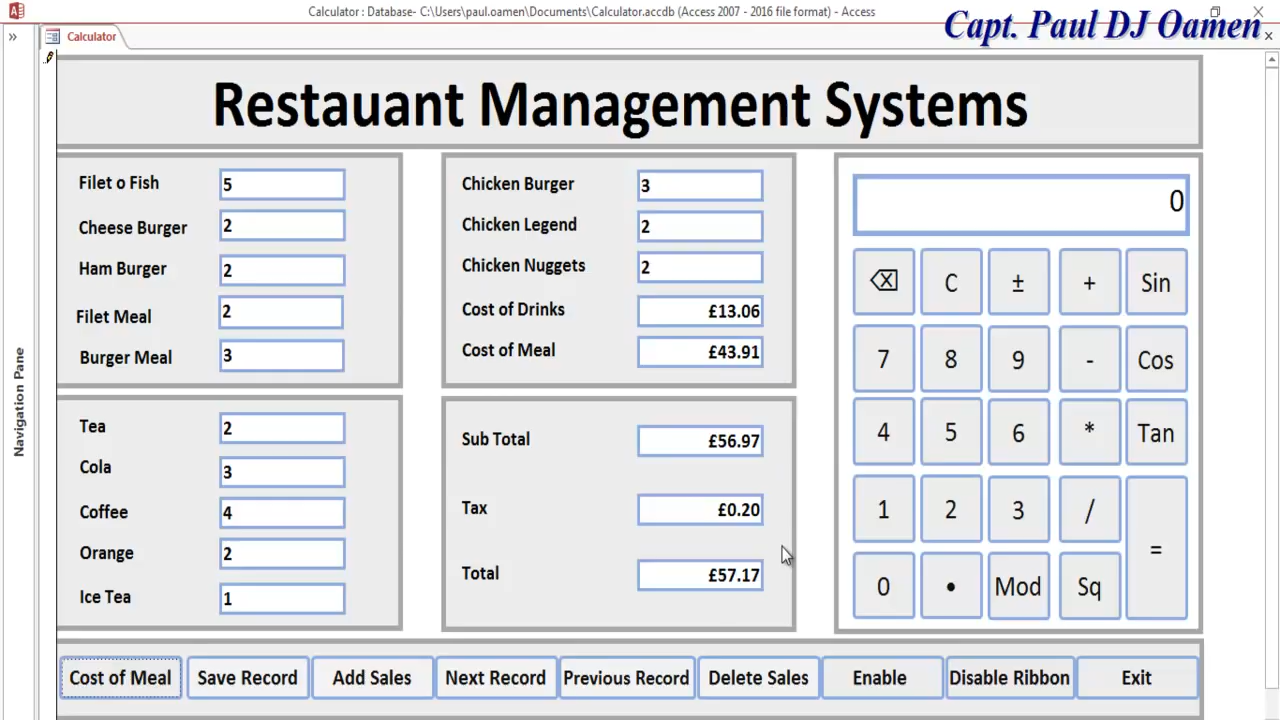 Calculator : Database- C:\Users\paul.oamen\Documents\Calculator.accdb (Access 2007 - 2016 file format) - Access
Capt. Paul DJ Oamen
Calculator
Navigation Pane
Restauant Management Systems
Filet o Fish 5
Cheese Burger 2
Ham Burger 2
Filet Meal 2
Burger Meal 3
Tea 2
Cola 3
Coffee 4
Orange 2
Ice Tea 1
Chicken Burger 3
Chicken Legend 2
Chicken Nuggets 2
Cost of Drinks £13.06
Cost of Meal £43.91
Sub Total £56.97
Tax £0.20
Total £57.17
0
C ± + Sin
7 8 9 - Cos
4 5 6 * Tan
1 2 3 / =
0 • Mod Sq
Cost of Meal Save Record Add Sales Next Record Previous Record Delete Sales Enable Disable Ribbon Exit